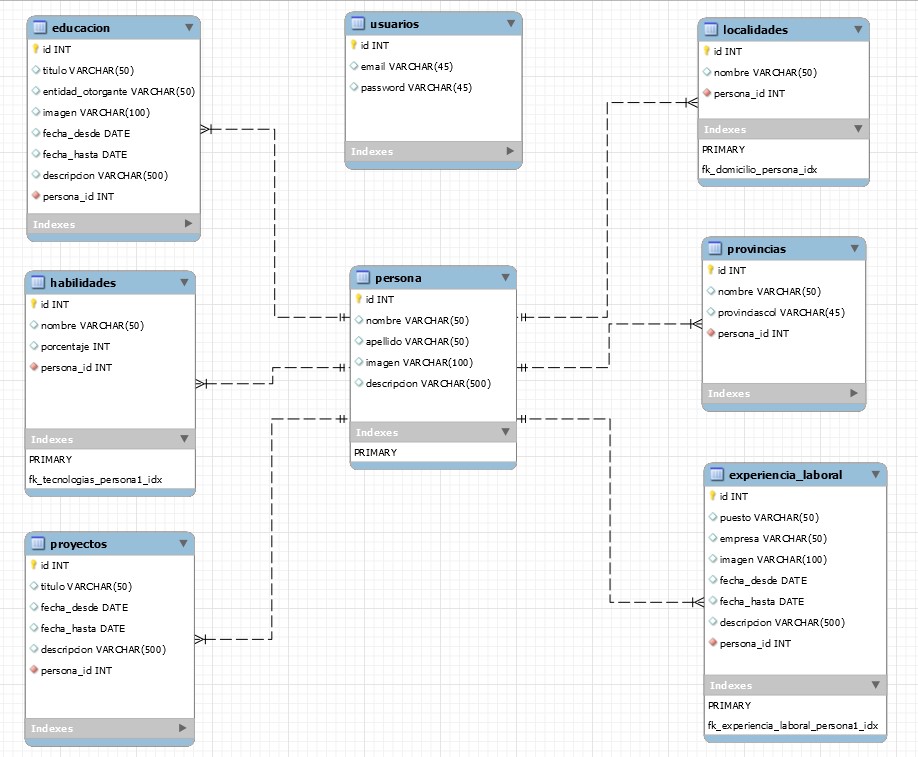 educacion
id INT
titulo VARCHAR(50)
entidad_otorgante VARCHAR(50)
imagen VARCHAR(100)
fecha_desde DATE
fecha_hasta DATE
descripcion VARCHAR(500)
persona_id INT
Indexes
usuarios
id INT
email VARCHAR(45)
password VARCHAR(45)
Indexes
localidades
id INT
nombre VARCHAR(50)
persona_id INT
Indexes
PRIMARY
fk_domicilio_persona_idx
habilidades
id INT
nombre VARCHAR(50)
porcentaje INT
persona_id INT
Indexes
PRIMARY
fk_tecnologias_persona1_idx
persona
id INT
nombre VARCHAR(50)
apellido VARCHAR(50)
imagen VARCHAR(100)
descripcion VARCHAR(500)
Indexes
PRIMARY
provincias
id INT
nombre VARCHAR(50)
provinciascol VARCHAR(45)
persona_id INT
Indexes
proyectos
id INT
titulo VARCHAR(50)
fecha_desde DATE
fecha_hasta DATE
descripcion VARCHAR(500)
persona_id INT
Indexes
experiencia_laboral
id INT
puesto VARCHAR(50)
empresa VARCHAR(50)
imagen VARCHAR(100)
fecha_desde DATE
fecha_hasta DATE
descripcion VARCHAR(500)
persona_id INT
Indexes
PRIMARY
fk_experiencia_laboral_persona1_idx